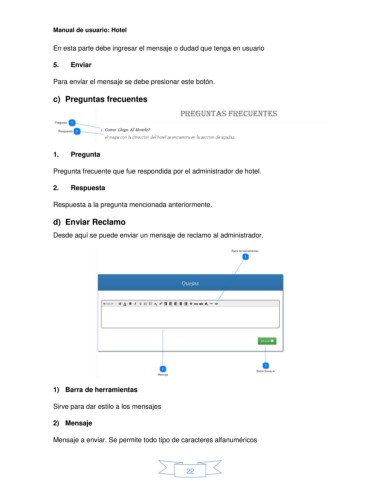 Manual de usuario: Hotel
En esta parte debe ingresar el mensaje o dudad que tenga en usuario
5. Enviar
Para enviar el mensaje se debe presionar este botón.
c) Preguntas frecuentes
PREGUNTAS FRECUENTES
Pregunta 1
Respuesta 2
1. Como Llego Al Hotels?
el mapa con la direccion del hotel se encuentra en la seccion de ayudas
1. Pregunta
Pregunta frecuente que fue respondida por el administrador de hotel.
2. Respuesta
Respuesta a la pregunta mencionada anteriormente.
d) Enviar Reclamo
Desde aquí se puede enviar un mensaje de reclamo al administrador.
Barra de herramientas
1
Quejas
2
3
Mensaje
1) Barra de herramientas
Sirve para dar estilo a los mensajes
2) Mensaje
Mensaje a enviar. Se permite todo tipo de caracteres alfanuméricos
22